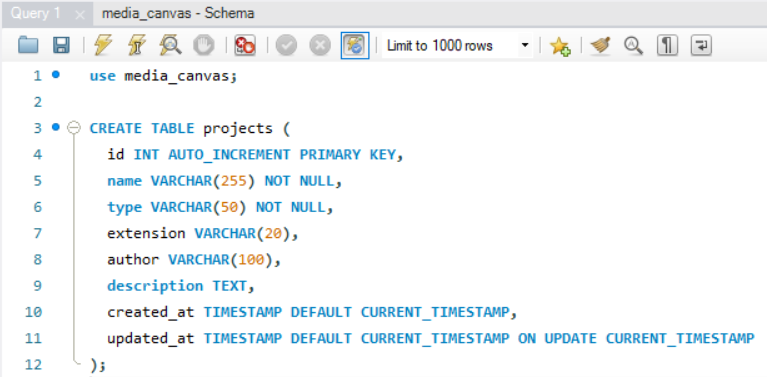 Query 1 media_canvas - Schema
Limit to 1000 rows
1 use media_canvas;
2
3 CREATE TABLE projects (
4 id INT AUTO_INCREMENT PRIMARY KEY,
5 name VARCHAR(255) NOT NULL,
6 type VARCHAR(50) NOT NULL,
7 extension VARCHAR(20),
8 author VARCHAR(100),
9 description TEXT,
10 created_at TIMESTAMP DEFAULT CURRENT_TIMESTAMP,
11 updated_at TIMESTAMP DEFAULT CURRENT_TIMESTAMP ON UPDATE CURRENT_TIMESTAMP
12 );